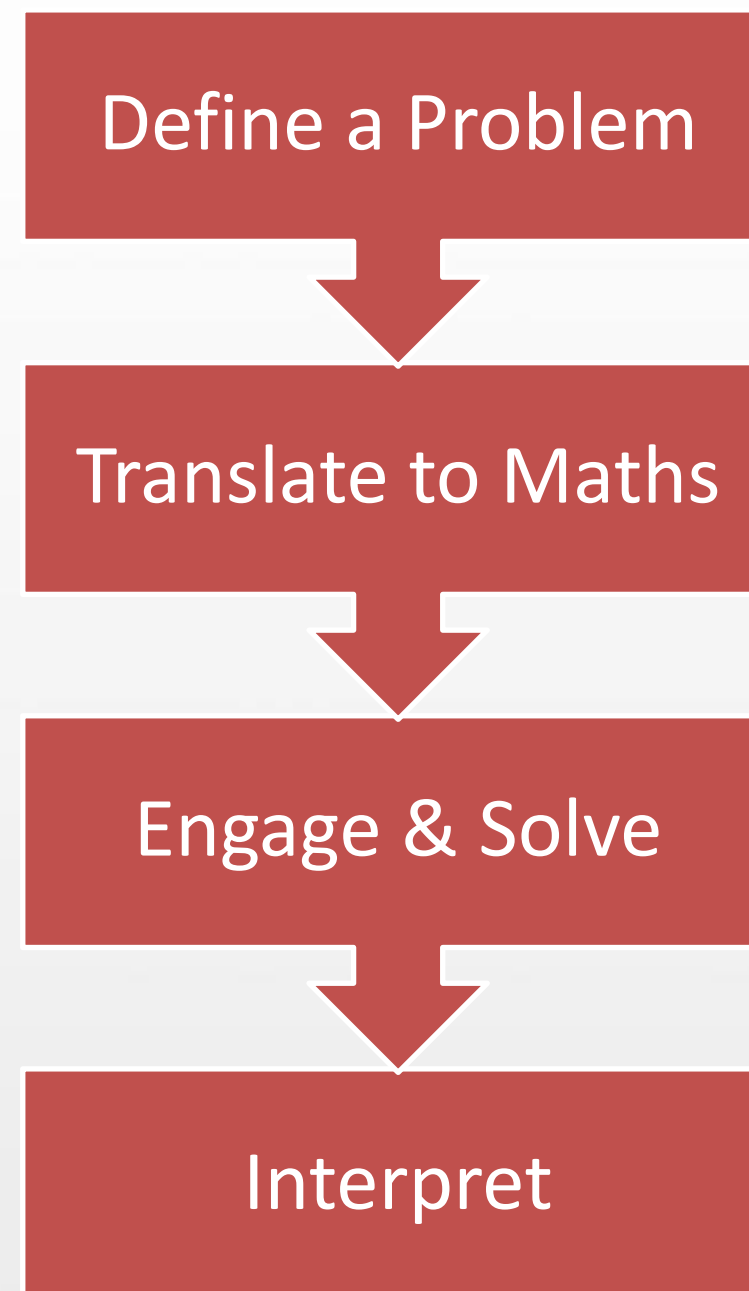 Define a Problem
Translate to Maths
Engage & Solve
Interpret